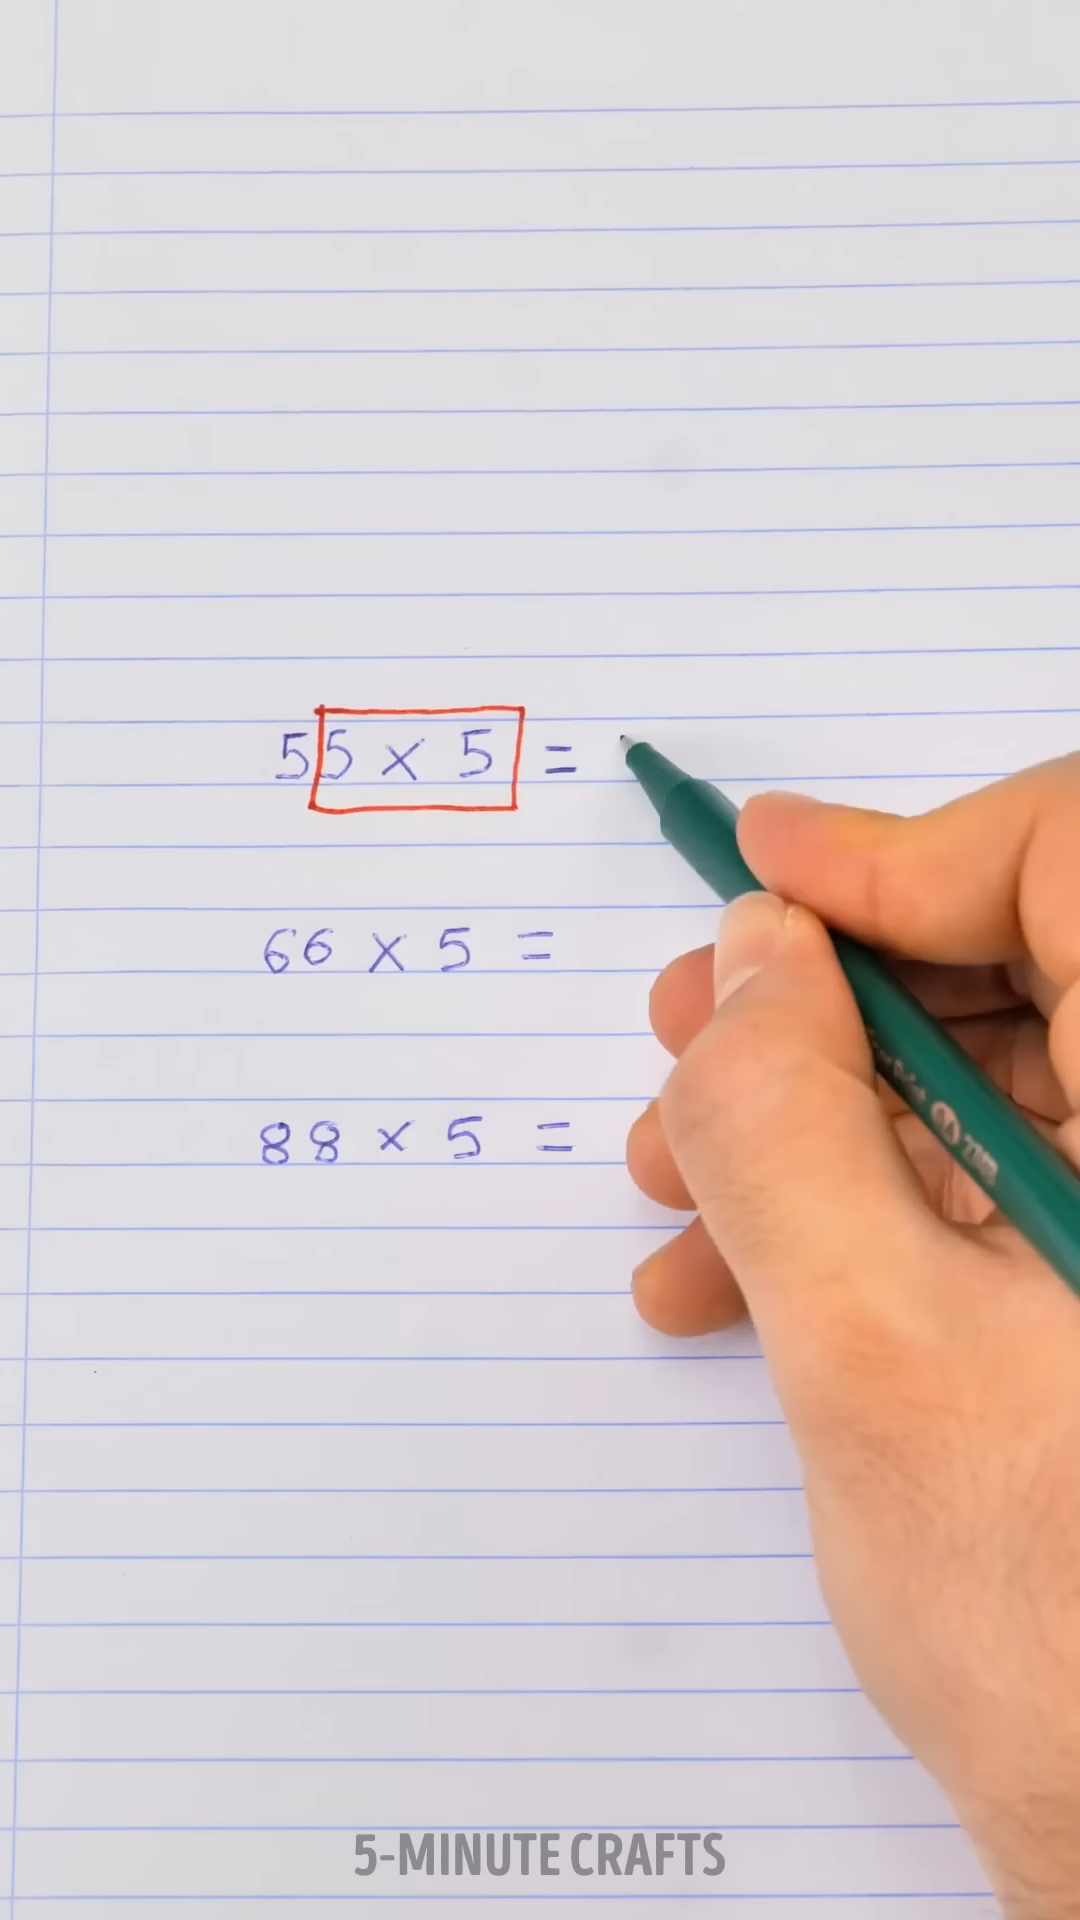 55 × 5 =
66 × 5 =
88 × 5 =
5-MINUTE CRAFTS